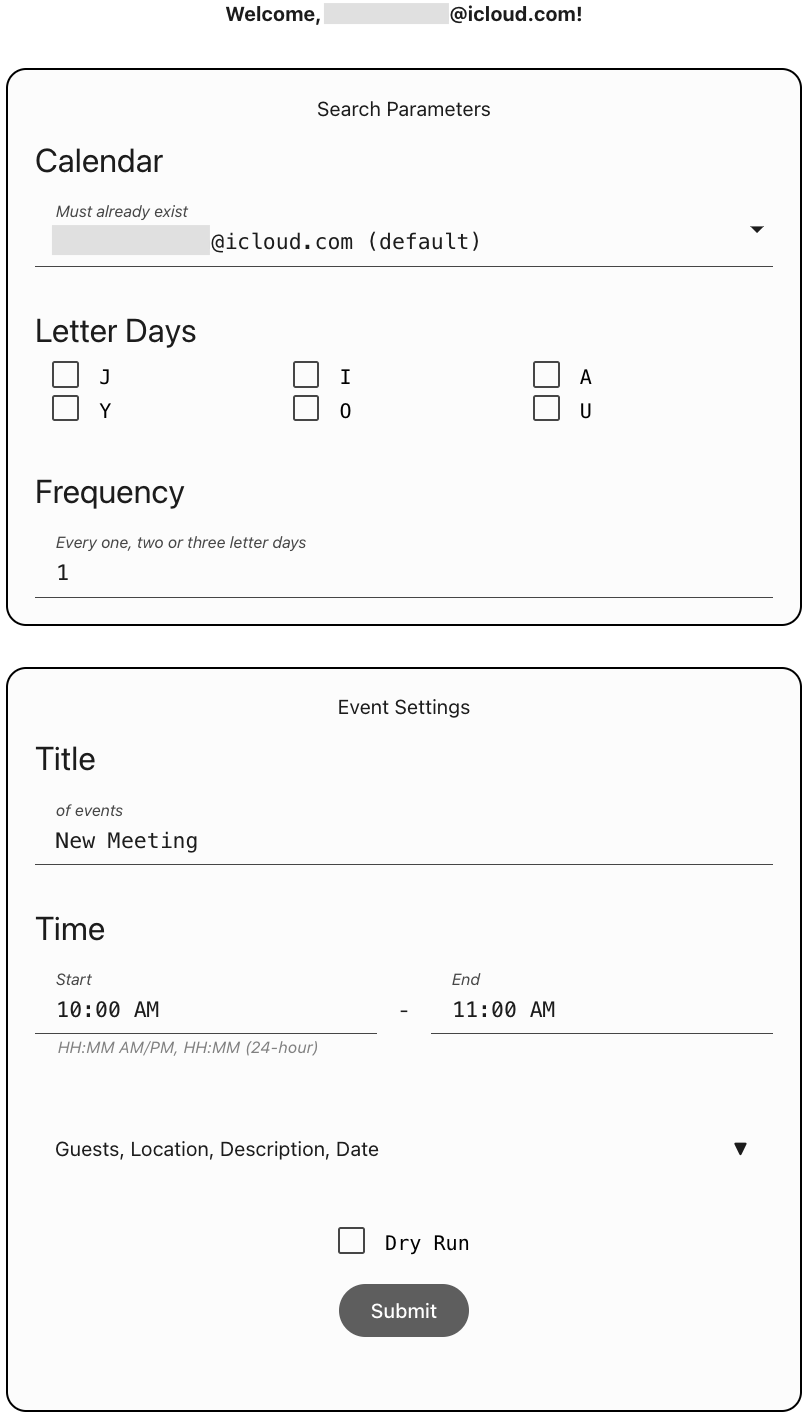 Welcome, @icloud.com!
Search Parameters
Calendar
Must already exist
@icloud.com (default)
Letter Days
J I A
Y O U
Frequency
Every one, two or three letter days
1
Event Settings
Title
of events
New Meeting
Time
Start End
10:00 AM - 11:00 AM
HH:MM AM/PM, HH:MM (24-hour)
Guests, Location, Description, Date
Dry Run
Submit